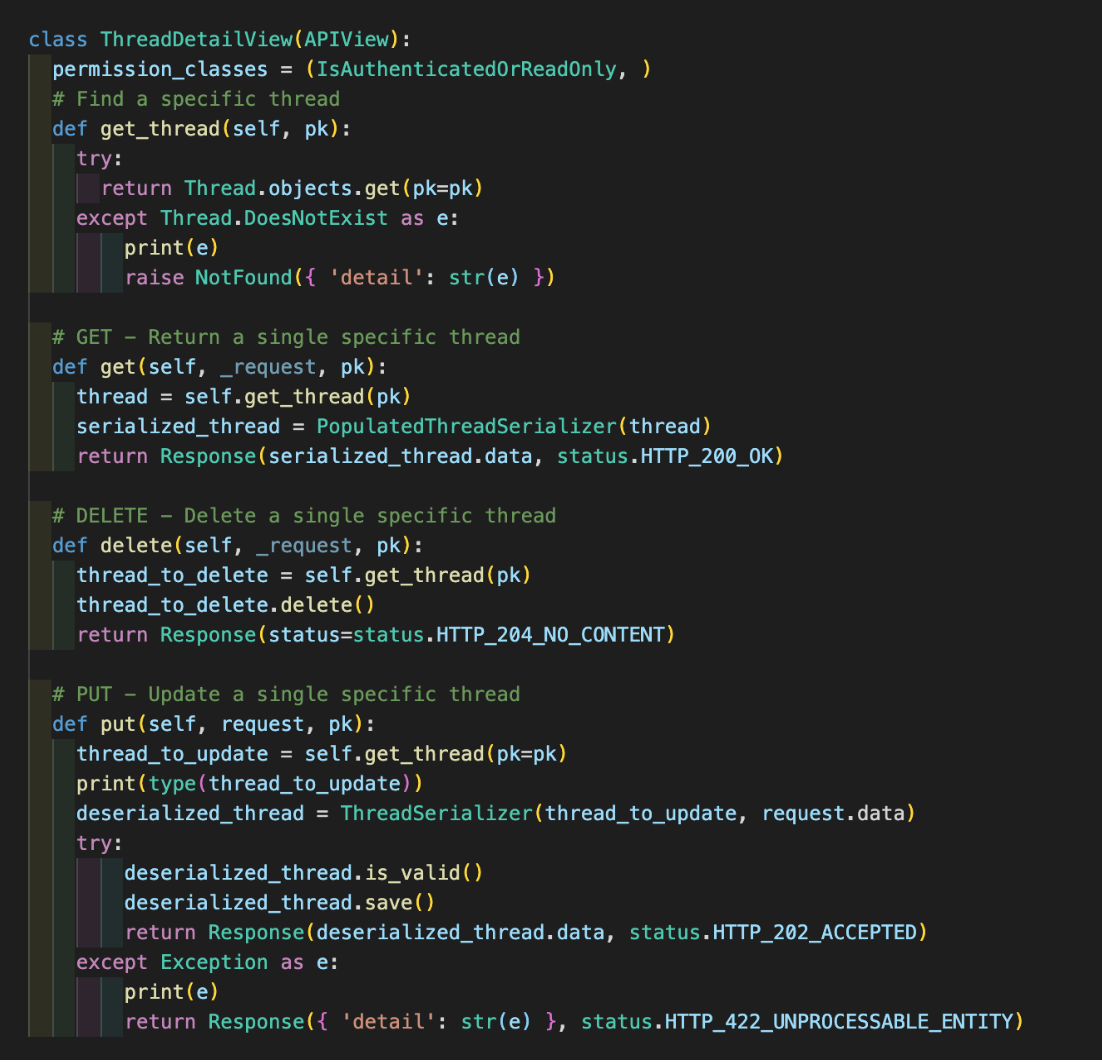 class ThreadDetailView(APIView):
permission_classes = (IsAuthenticatedOrReadOnly, )
# Find a specific thread
def get_thread(self, pk):
try:
return Thread.objects.get(pk=pk)
except Thread.DoesNotExist as e:
print(e)
raise NotFound({ 'detail': str(e) })
# GET - Return a single specific thread
def get(self, _request, pk):
thread = self.get_thread(pk)
serialized_thread = PopulatedThreadSerializer(thread)
return Response(serialized_thread.data, status.HTTP_200_OK)
# DELETE - Delete a single specific thread
def delete(self, _request, pk):
thread_to_delete = self.get_thread(pk)
thread_to_delete.delete()
return Response(status=status.HTTP_204_NO_CONTENT)
# PUT - Update a single specific thread
def put(self, request, pk):
thread_to_update = self.get_thread(pk=pk)
print(type(thread_to_update))
deserialized_thread = ThreadSerializer(thread_to_update, request.data)
try:
deserialized_thread.is_valid()
deserialized_thread.save()
return Response(deserialized_thread.data, status.HTTP_202_ACCEPTED)
except Exception as e:
print(e)
return Response({ 'detail': str(e) }, status.HTTP_422_UNPROCESSABLE_ENTITY)